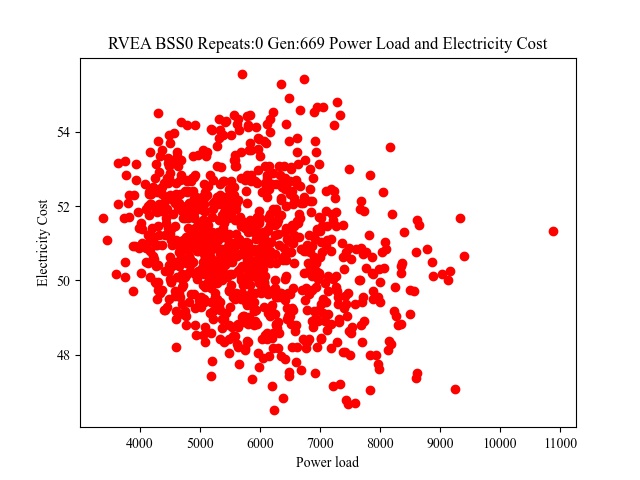 RVEA BSS0 Repeats:0 Gen:669 Power Load and Electricity Cost
54
52
50
48
Electricity Cost
4000 5000 6000 7000 8000 9000 10000 11000
Power load